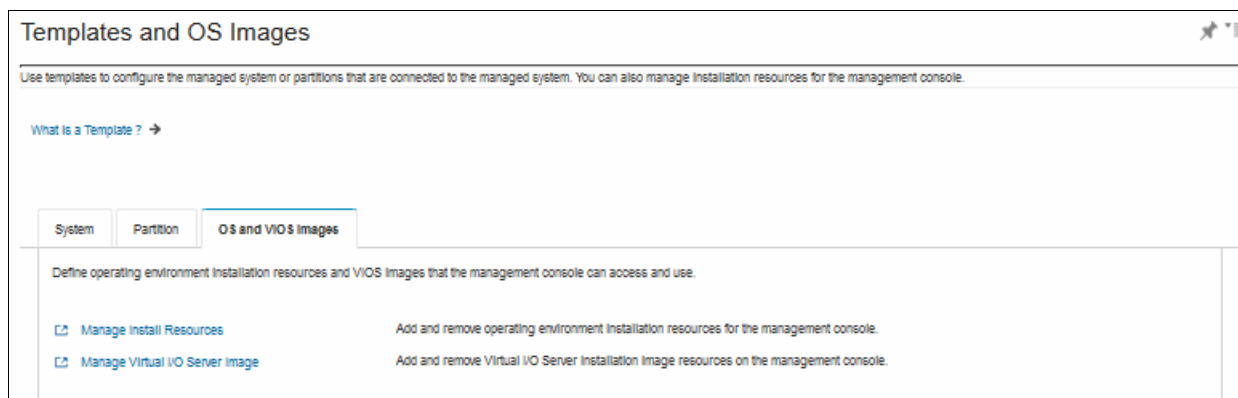 Templates and OS Images
Use templates to configure the managed system or partitions that are connected to the managed system. You can also manage installation resources for the management console.
What is a Template ?
System Partition OS and VIOS Images
Define operating environment installation resources and VIOS images that the management console can access and use.
Manage Install Resources Add and remove operating environment installation resources for the management console.
Manage Virtual I/O Server Image Add and remove Virtual I/O Server installation image resources on the management console.